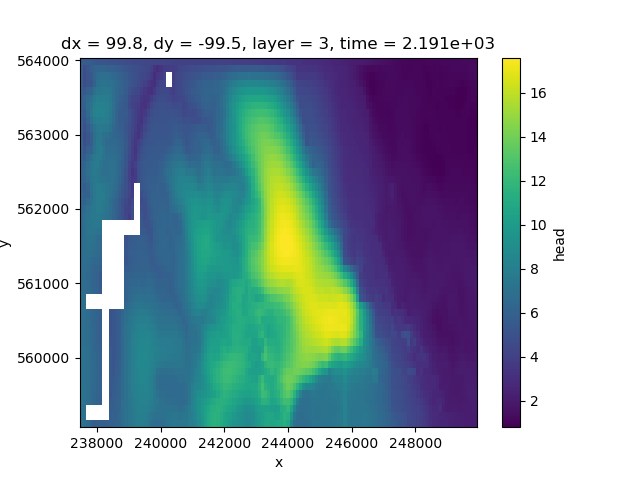 dx = 99.8, dy = -99.5, layer = 3, time = 2.191e+03
564000
563000
562000
561000
560000
y
238000 240000 242000 244000 246000 248000
x
16
14
12
10
8
6
4
2
head